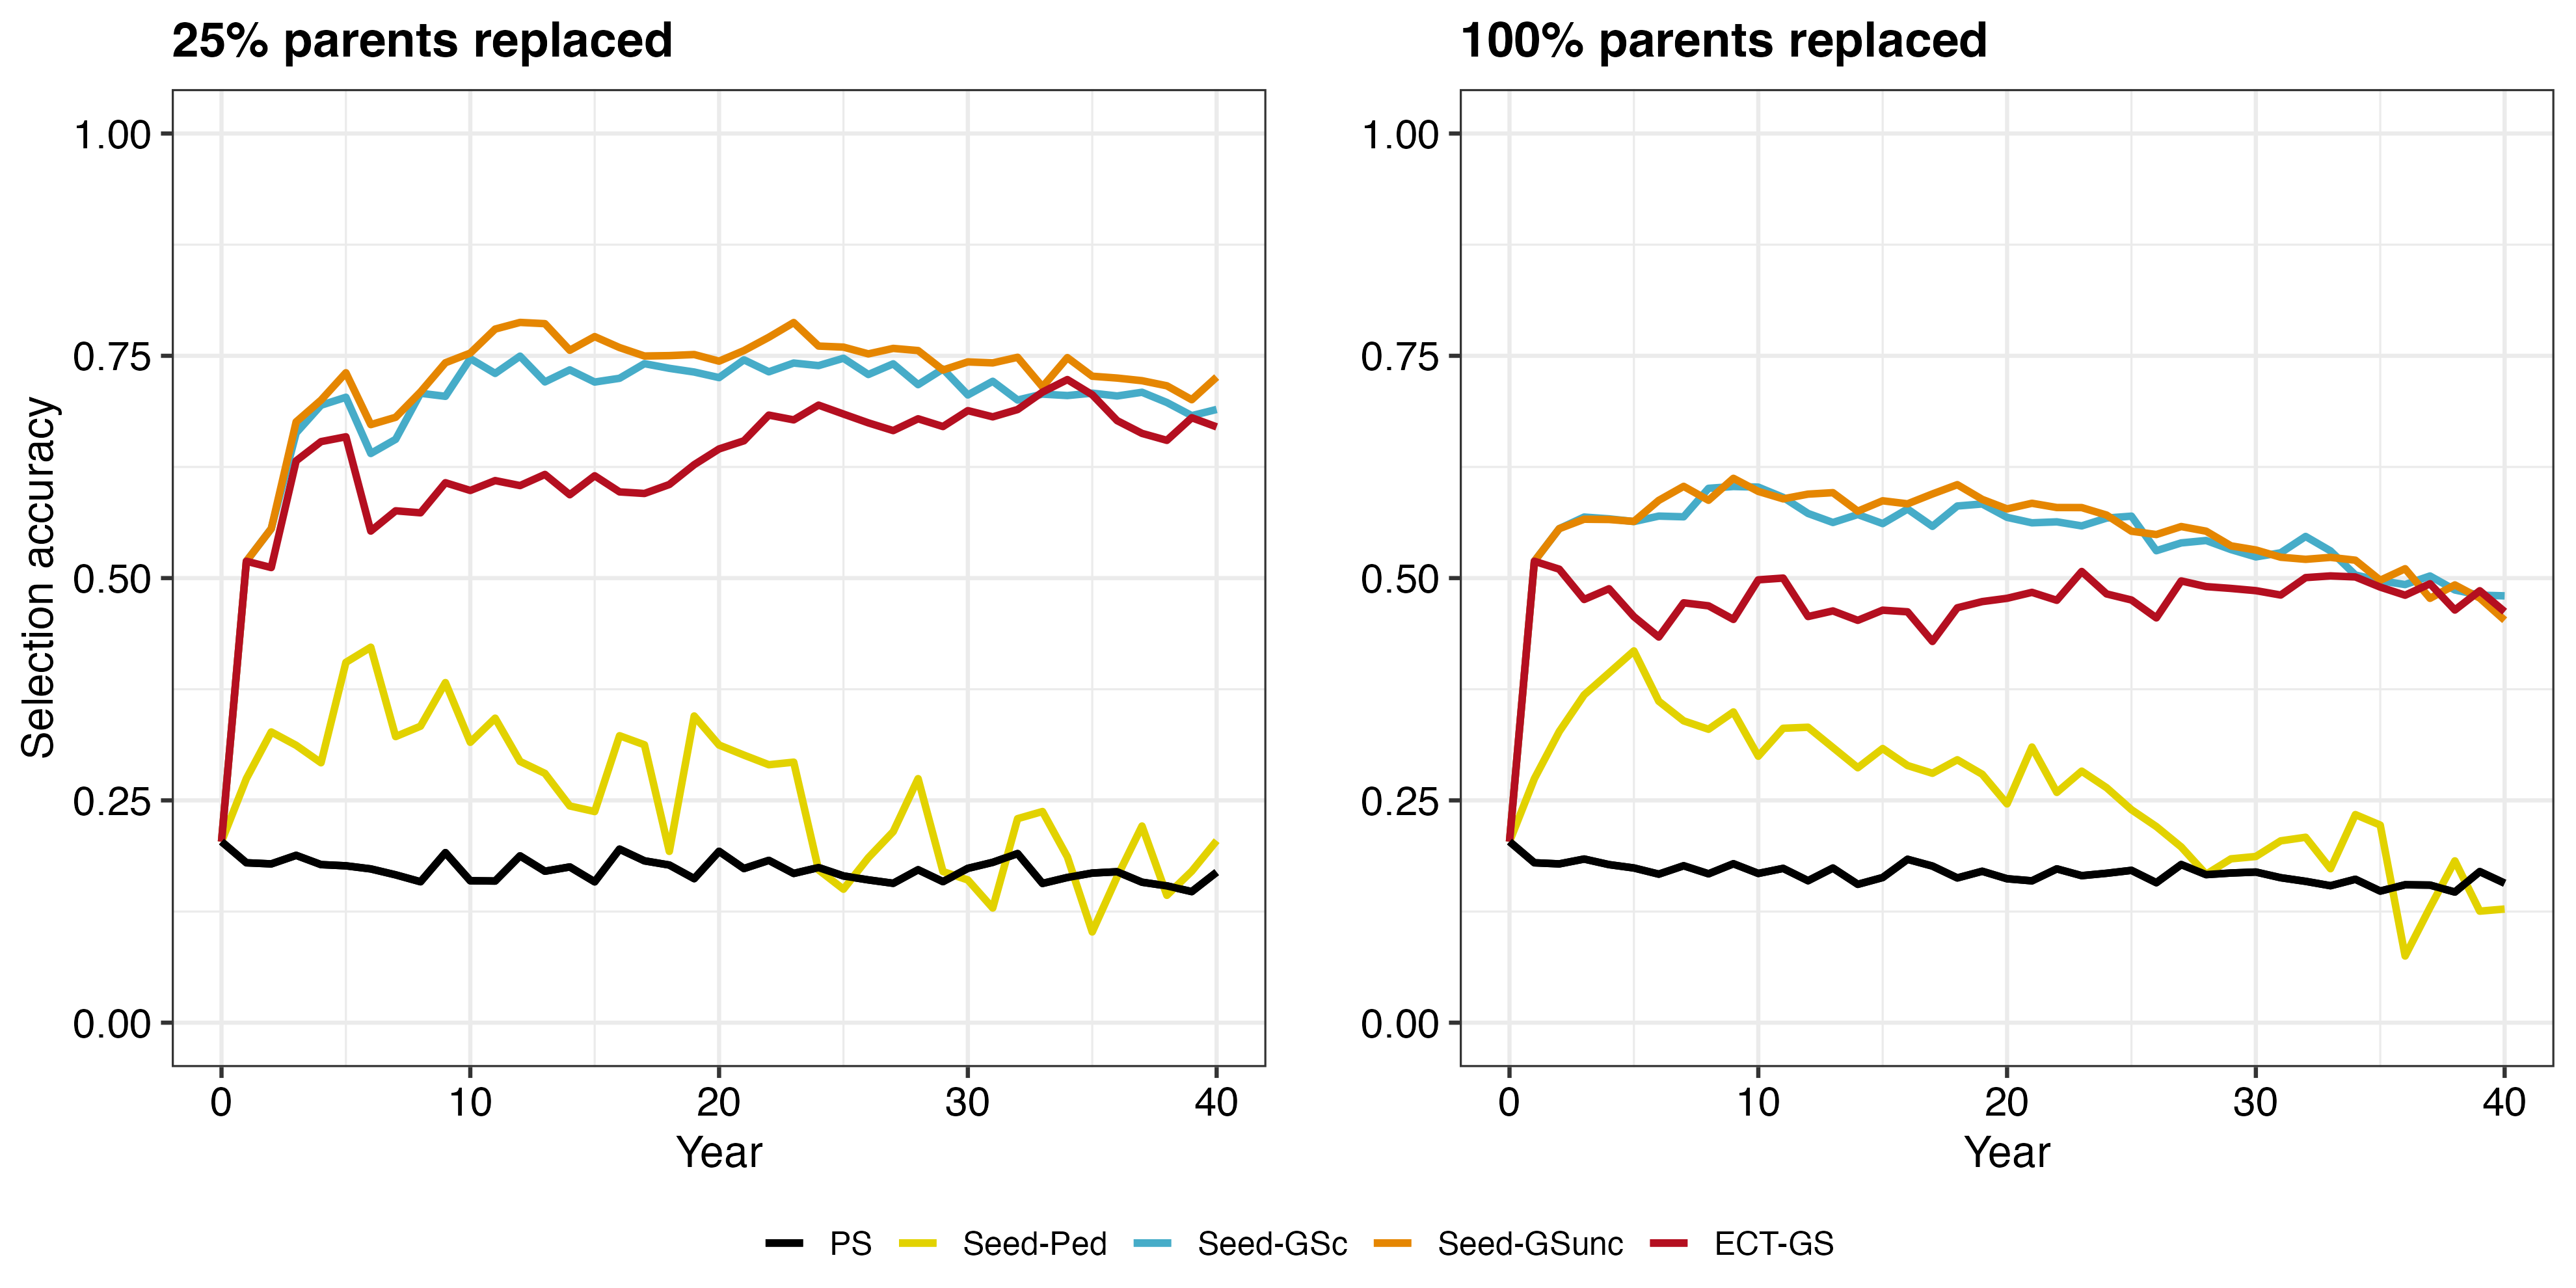 25% parents replaced
100% parents replaced
Selection accuracy
1.00
0.75
0.50
0.25
0.00
0 10 20 30 40
Year
1.00
0.75
0.50
0.25
0.00
0 10 20 30 40
Year
PS Seed-Ped Seed-GSc Seed-GSunc ECT-GS